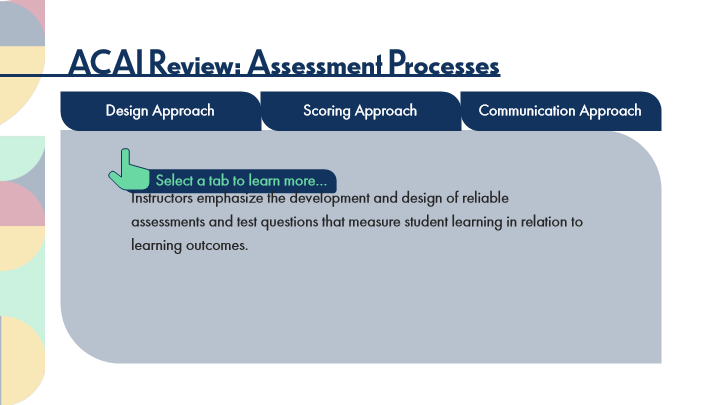 ACAI Review: Assessment Processes
Design Approach
Scoring Approach
Communication Approach
Select a tab to learn more...
Instructors emphasize the development and design of reliable
assessments and test questions that measure student learning in relation to
learning outcomes.